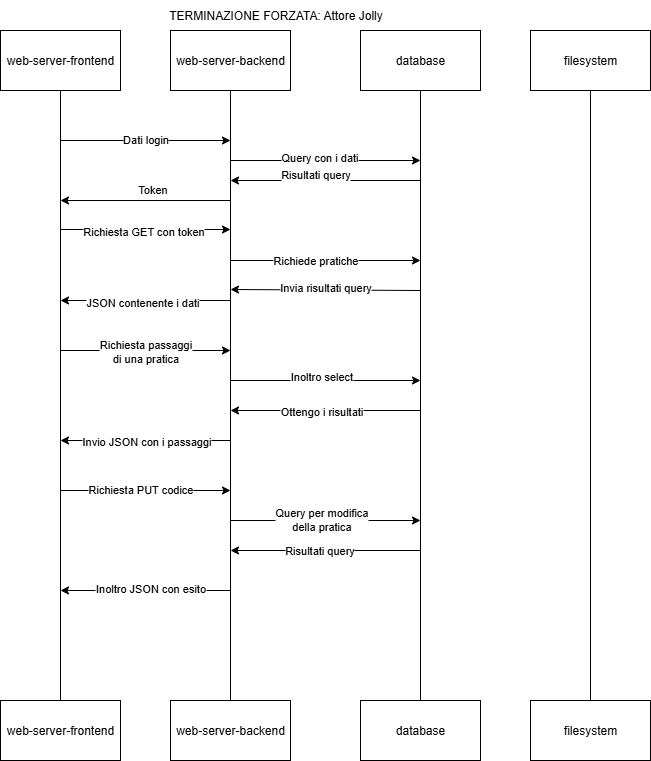 TERMINAZIONE FORZATA: Attore Jolly
web-server-frontend
web-server-backend
database
filesystem
Dati login
Query con i dati
Risultati query
Token
Richiesta GET con token
Richiede pratiche
Invia risultati query
JSON contenente i dati
Richiesta passaggi
di una pratica
Inoltro select
Ottengo i risultati
Invio JSON con i passaggi
Richiesta PUT codice
Query per modifica
della pratica
Risultati query
Inoltro JSON con esito
web-server-frontend
web-server-backend
database
filesystem